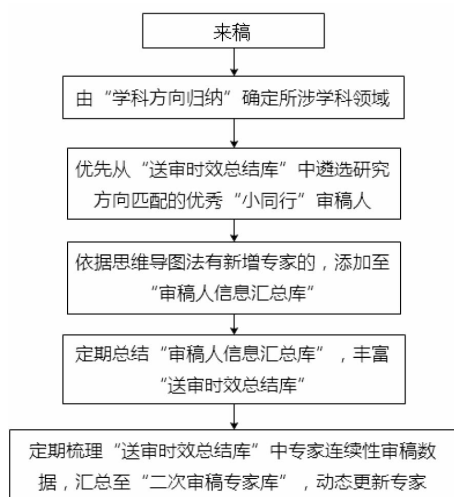 来稿
由“学科方向归纳”确定所涉学科领域
优先从“送审时效总结库”中遴选研究
方向匹配的优秀“小同行”审稿人
依据思维导图法有新增专家的，添加至
“审稿人信息汇总库”
定期总结“审稿人信息汇总库”，丰富
“送审时效总结库”
定期梳理“送审时效总结库”中专家连续性审稿数
据，汇总至“二次审稿专家库”，动态更新专家